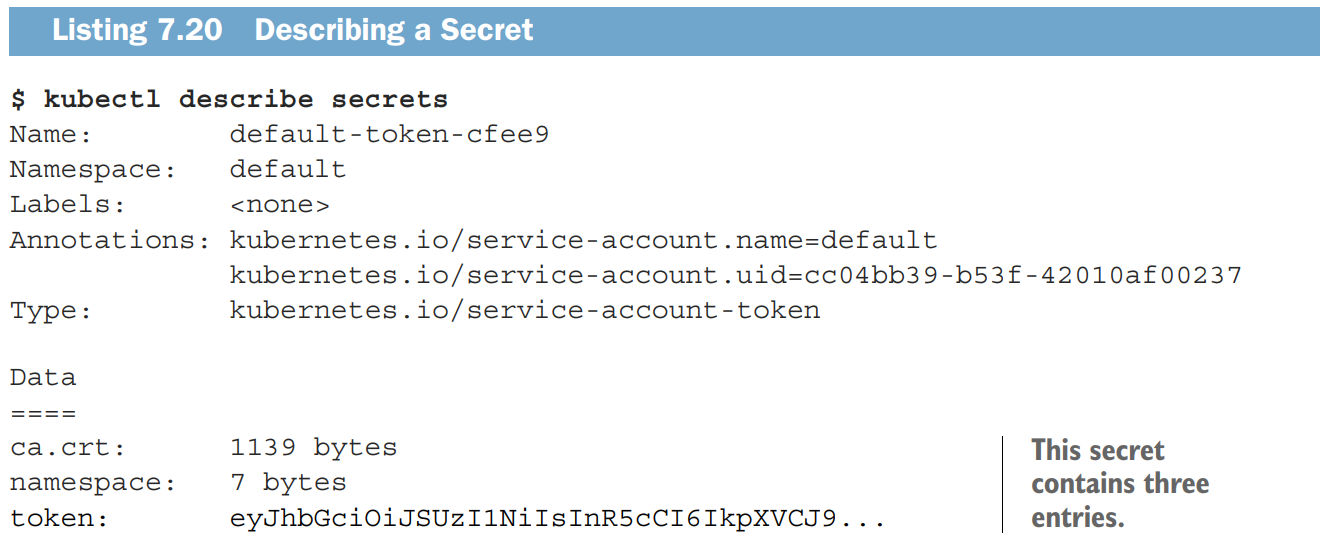 Listing 7.20 Describing a Secret
$ kubectl describe secrets
Name: default-token-cfee9
Namespace: default
Labels: <none>
Annotations: kubernetes.io/service-account.name=default
kubernetes.io/service-account.uid=cc04bb39-b53f-42010af00237
Type: kubernetes.io/service-account-token
Data
====
ca.crt: 1139 bytes
namespace: 7 bytes
token: eyJhbGciOiJSUzI1NiIsInR5cCI6IkpXVCJ9...
This secret
contains three
entries.